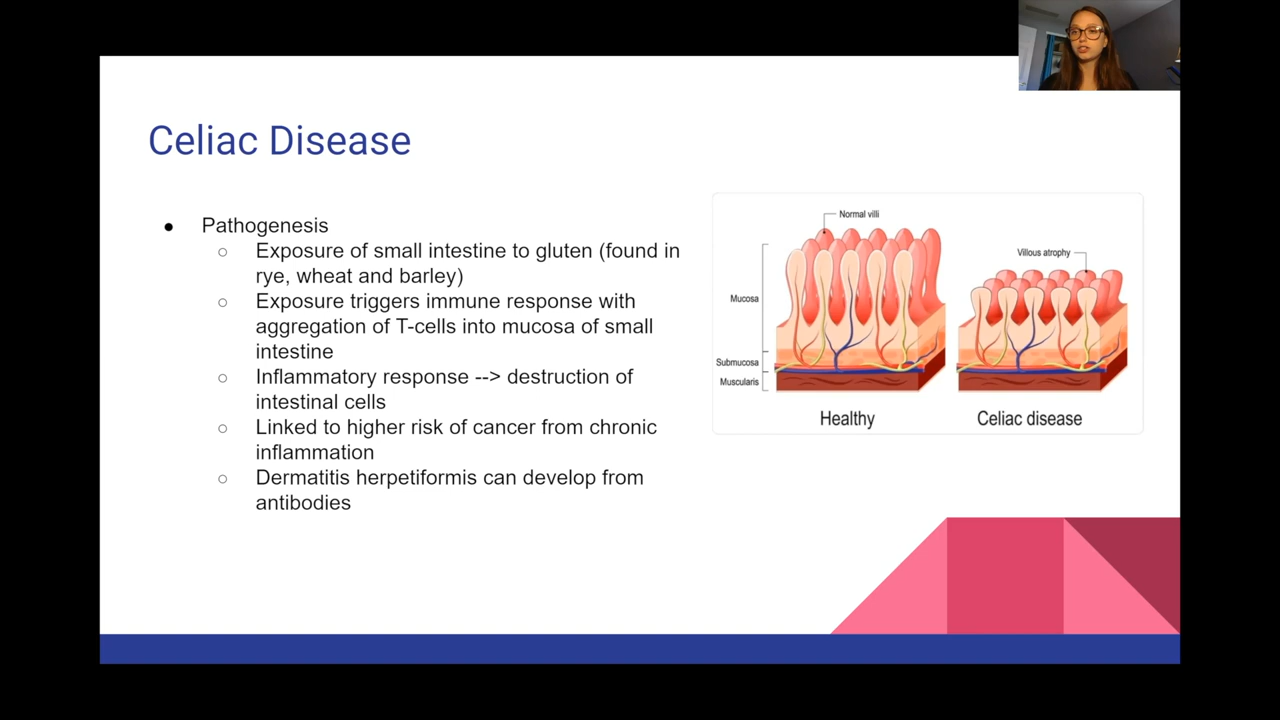 Celiac Disease
● Pathogenesis
○ Exposure of small intestine to gluten (found in
rye, wheat and barley)
○ Exposure triggers immune response with
aggregation of T-cells into mucosa of small
intestine
○ Inflammatory response --> destruction of
intestinal cells
○ Linked to higher risk of cancer from chronic
inflammation
○ Dermatitis herpetiformis can develop from
antibodies
Normal villi
Villous atrophy
Mucosa
Submucosa
Muscularis
Healthy
Celiac disease